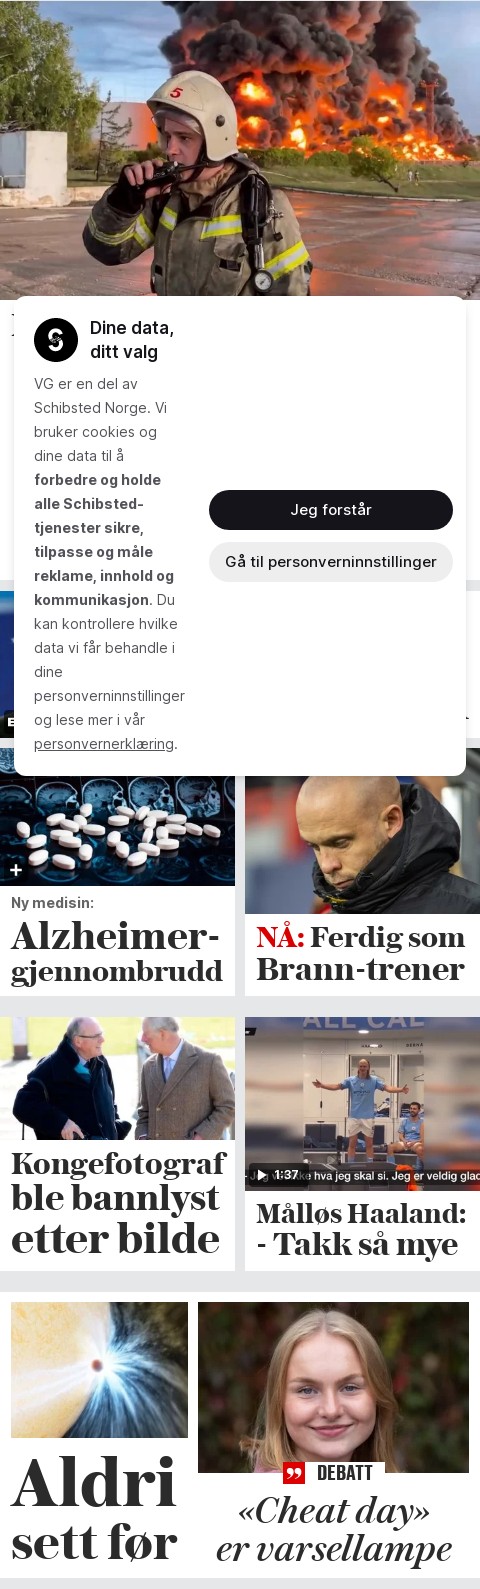 5
Dine data,
ditt valg
VG er en del av
Schibsted Norge. Vi
bruker cookies og
dine data til å
forbedre og holde
alle Schibsted-
tjenester sikre,
tilpasse og måle
reklame, innhold og
kommunikasjon. Du
kan kontrollere hvilke
data vi får behandle i
dine
personverninnstillinger
og lese mer i vår
personvernerklæring.
Jeg forstår
Gå til personverninnstillinger
Ny medisin:
Alzheimer-
gjennombrudd
NÅ: Ferdig som
Brann-trener
Kongefotograf
ble bannlyst
etter bilde
1:37
hva jeg skal si. Jeg er veldig glad
Målløs Haaland:
- Takk så mye
Aldri
sett før
DEBATT
«Cheat day»
er varsellampe